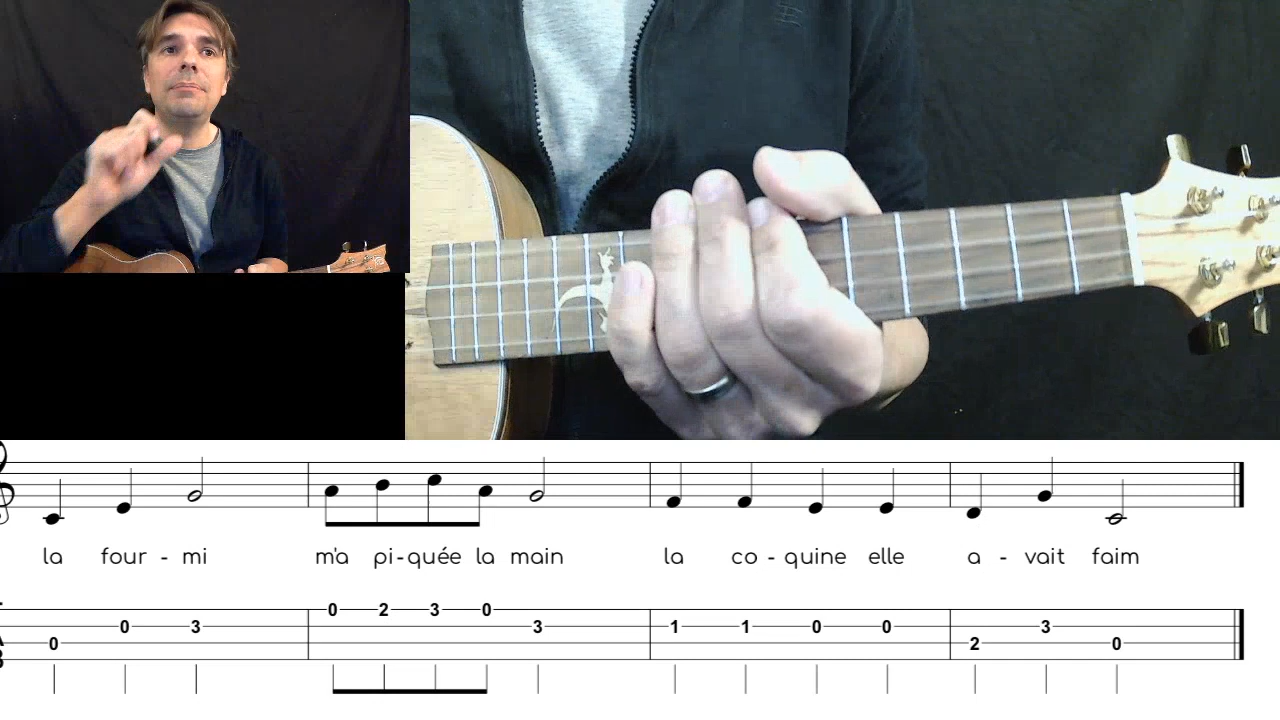 la four - mi m'a pi - quée la main la co - quine elle a - vait faim
0 2 3 0
0 3 3 1 1 0 0 3
0 2 0